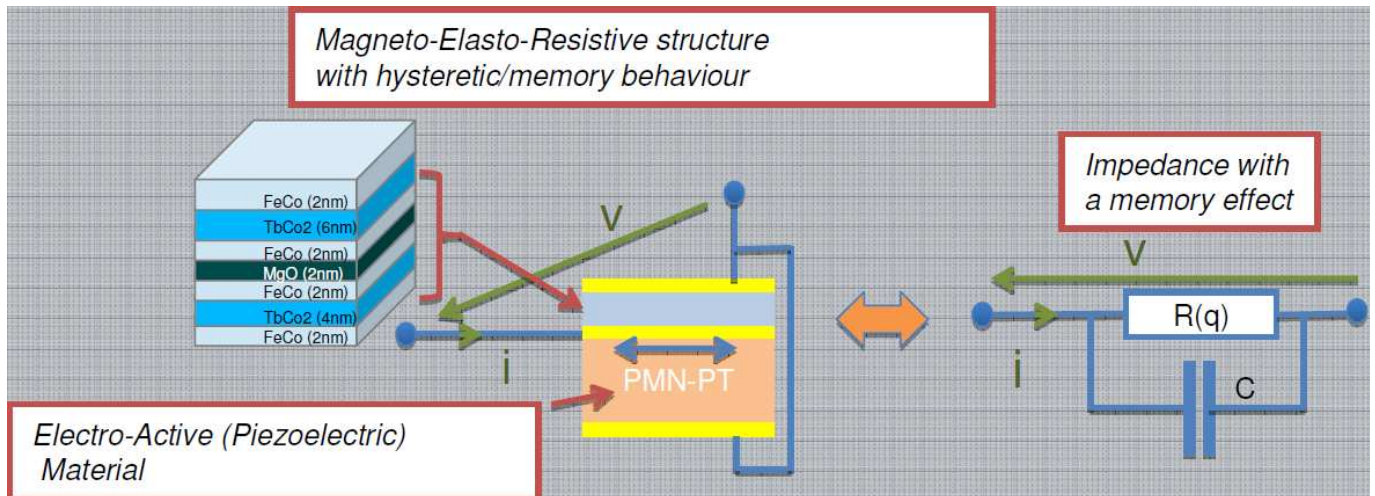 Magneto-Elasto-Resistive structure
with hysteretic/memory behaviour
FeCo (2nm)
TbCo2 (6nm)
FeCo (2nm)
MgO (2nm)
FeCo (2nm)
TbCo2 (4nm)
FeCo (2nm)
V
i
PMN-PT
Electro-Active (Piezoelectric)
Material
Impedance with
a memory effect
V
R(q)
i
C